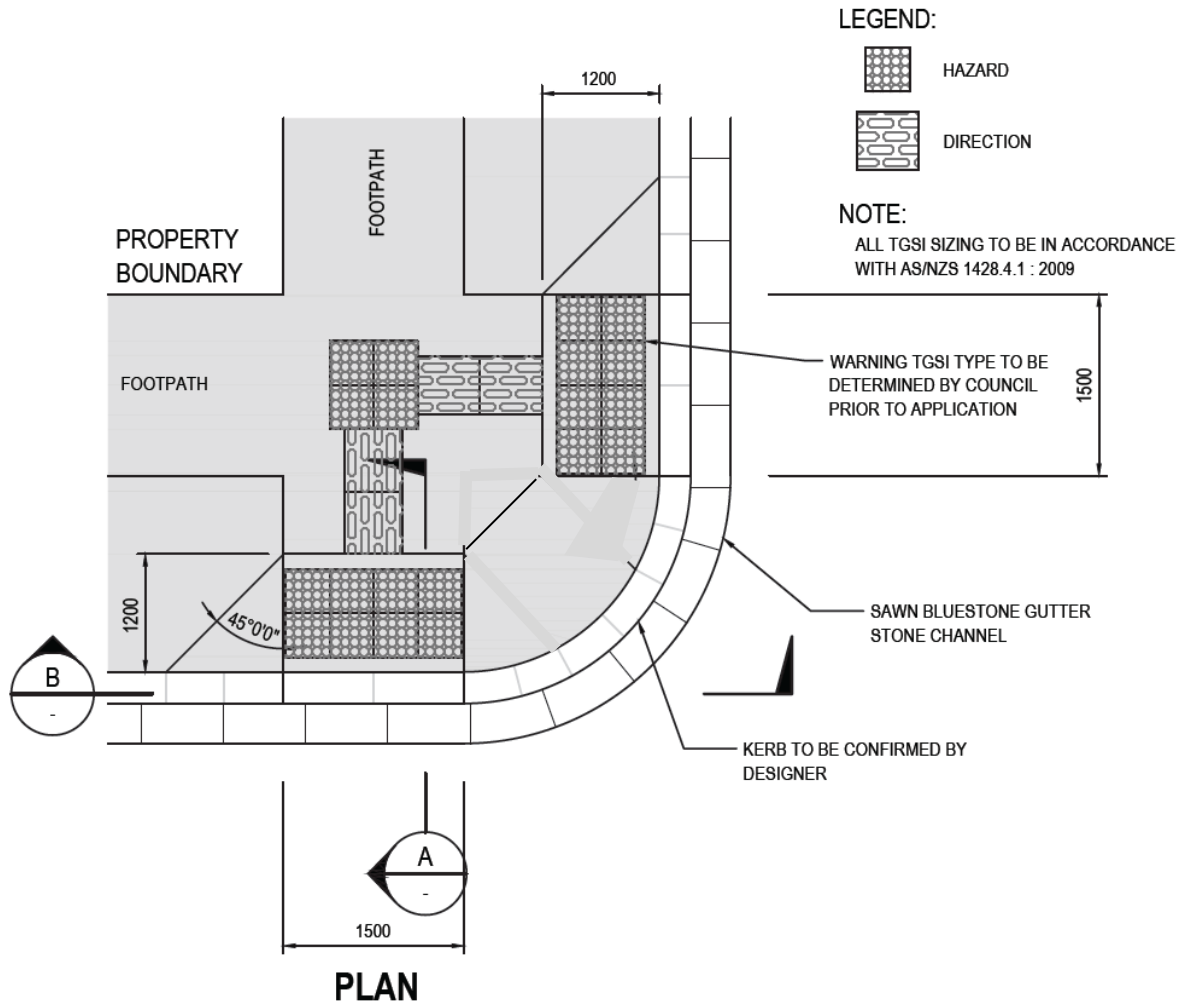 LEGEND:
HAZARD
DIRECTION
NOTE:
ALL TGSI SIZING TO BE IN ACCORDANCE
WITH AS/NZS 1428.4.1 : 2009
1200
FOOTPATH
PROPERTY
BOUNDARY
FOOTPATH
WARNING TGSI TYPE TO BE
DETERMINED BY COUNCIL
PRIOR TO APPLICATION
1500
1200
45°0'0"
SAWN BLUESTONE GUTTER
STONE CHANNEL
B
-
KERB TO BE CONFIRMED BY
DESIGNER
A
-
1500
PLAN